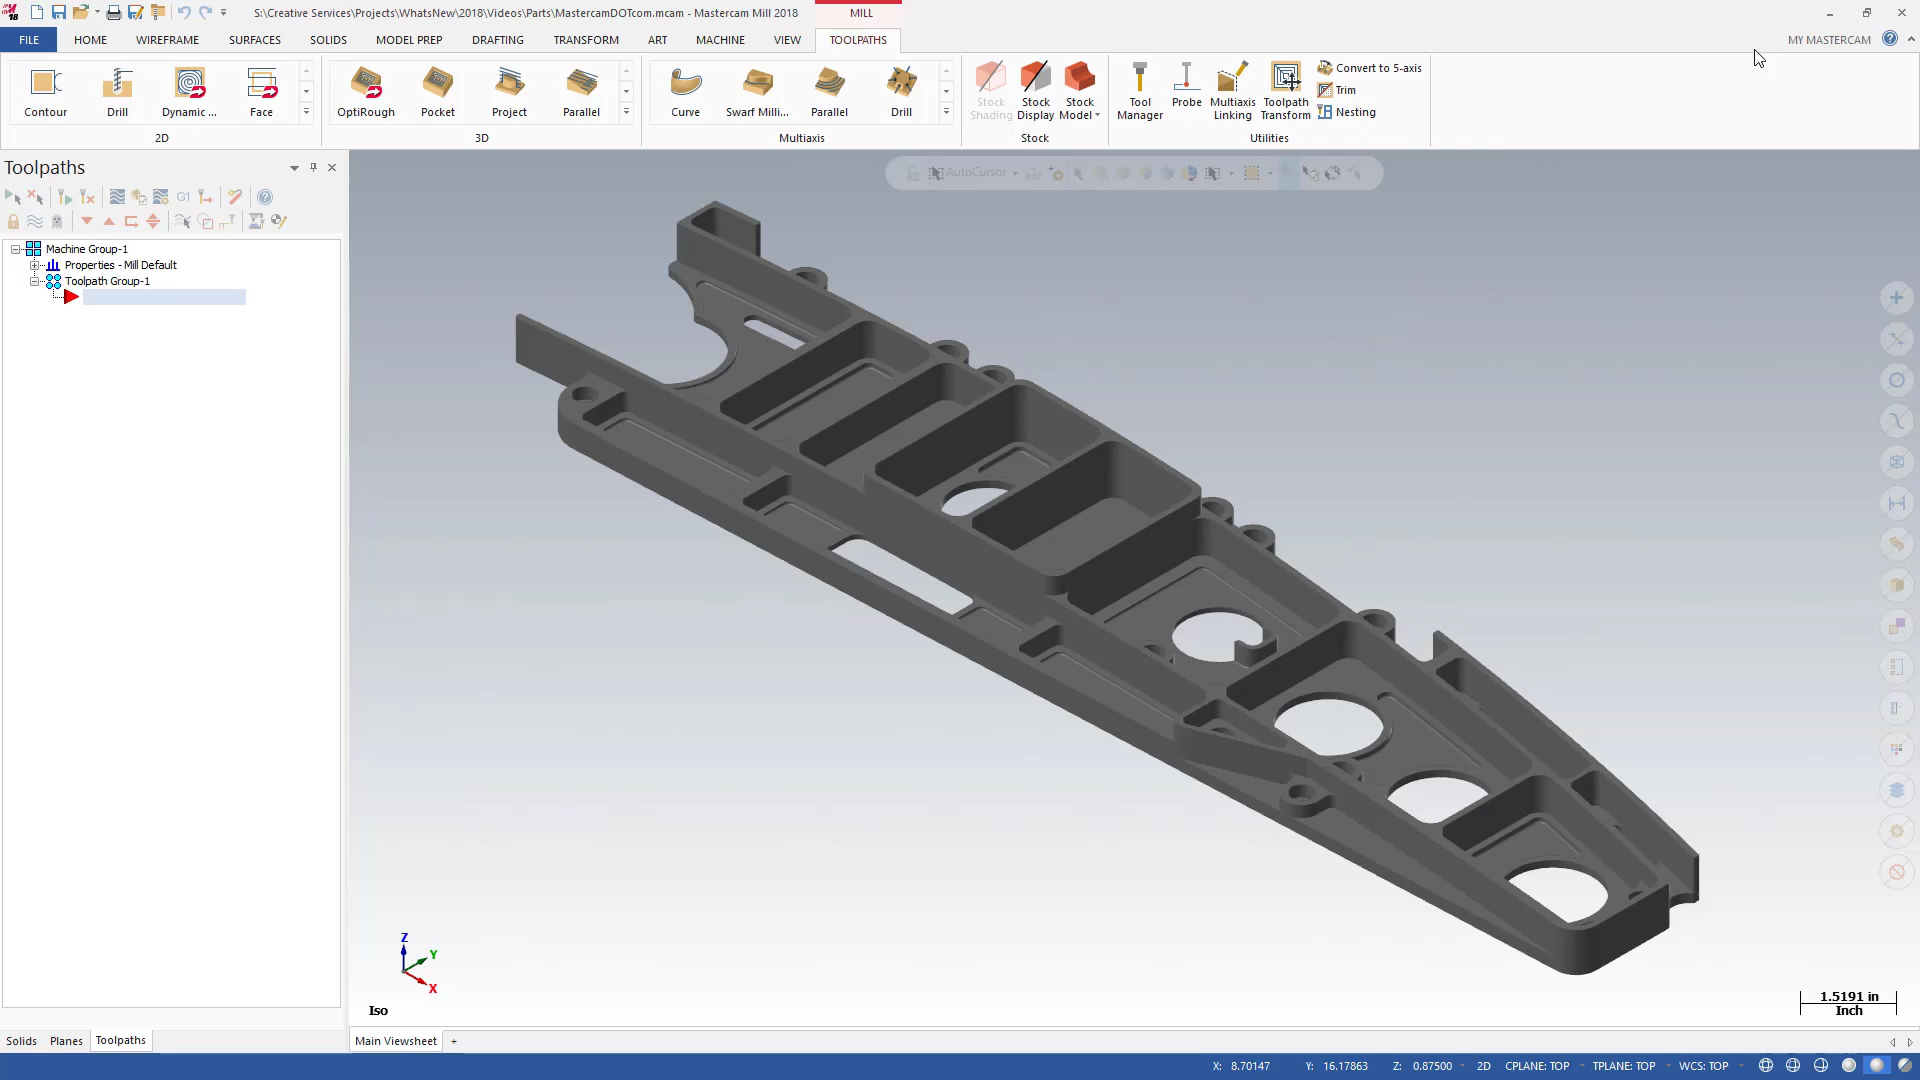 S:\Creative Services\Projects\WhatsNew\2018\Videos\Parts\MastercamDOTcom.mcam - Mastercam Mill 2018
MILL
FILE
HOME
WIREFRAME
SURFACES
SOLIDS
MODEL PREP
DRAFTING
TRANSFORM
ART
MACHINE
VIEW
TOOLPATHS
MY MASTERCAM
Contour
Drill
Dynamic ...
Face
2D
OptiRough
Pocket
Project
Parallel
3D
Curve
Swarf Milli...
Parallel
Drill
Multiaxis
Stock Shading
Stock Display
Stock Model
Stock
Tool Manager
Probe
Multiaxis Linking
Toolpath Transform
Convert to 5-axis
Trim
Nesting
Utilities
Toolpaths
G1
Machine Group-1
Properties - Mill Default
Toolpath Group-1
AutoCursor
Z
Y
X
Iso
1.5191 in
Inch
Solids
Planes
Toolpaths
Main Viewsheet
+
X: 8.70147
Y: 16.17863
Z: 0.87500
2D
CPLANE: TOP
TPLANE: TOP
WCS: TOP